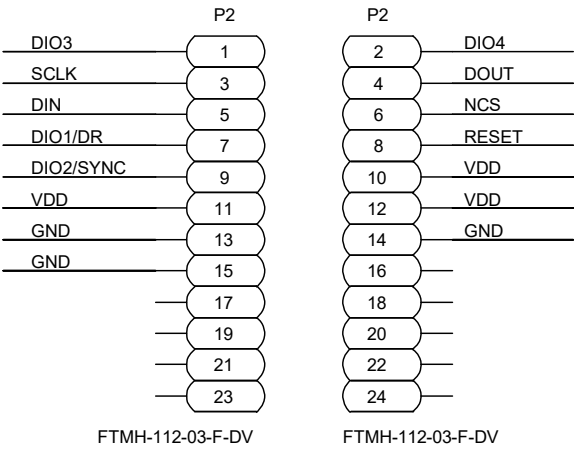 P2 P2
DIO3 1 2 DIO4
SCLK 3 4 DOUT
DIN 5 6 NCS
DIO1/DR 7 8 RESET
DIO2/SYNC 9 10 VDD
VDD 11 12 VDD
GND 13 14 GND
GND 15 16
17 18
19 20
21 22
23 24
FTMH-112-03-F-DV FTMH-112-03-F-DV